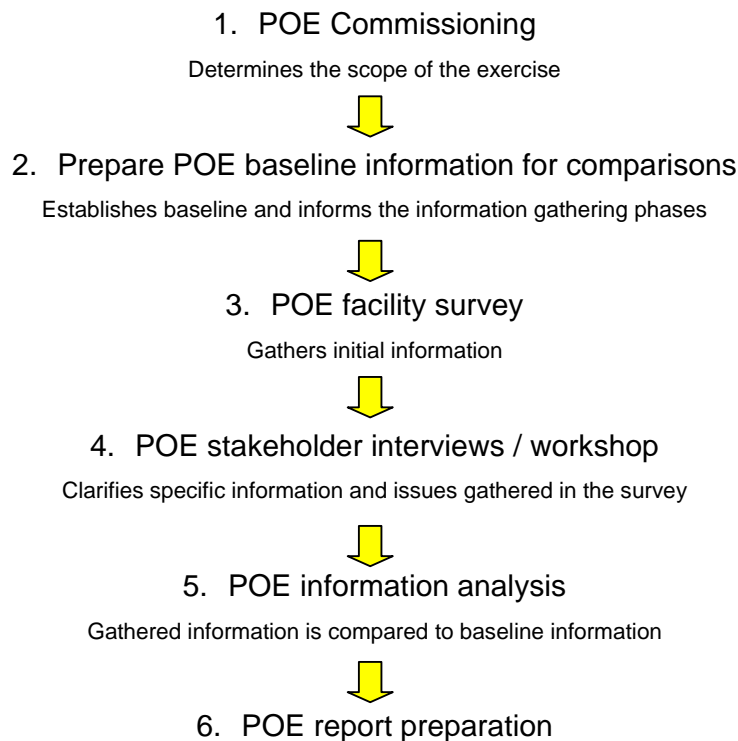 1. POE Commissioning
Determines the scope of the exercise
2. Prepare POE baseline information for comparisons
Establishes baseline and informs the information gathering phases
3. POE facility survey
Gathers initial information
4. POE stakeholder interviews / workshop
Clarifies specific information and issues gathered in the survey
5. POE information analysis
Gathered information is compared to baseline information
6. POE report preparation